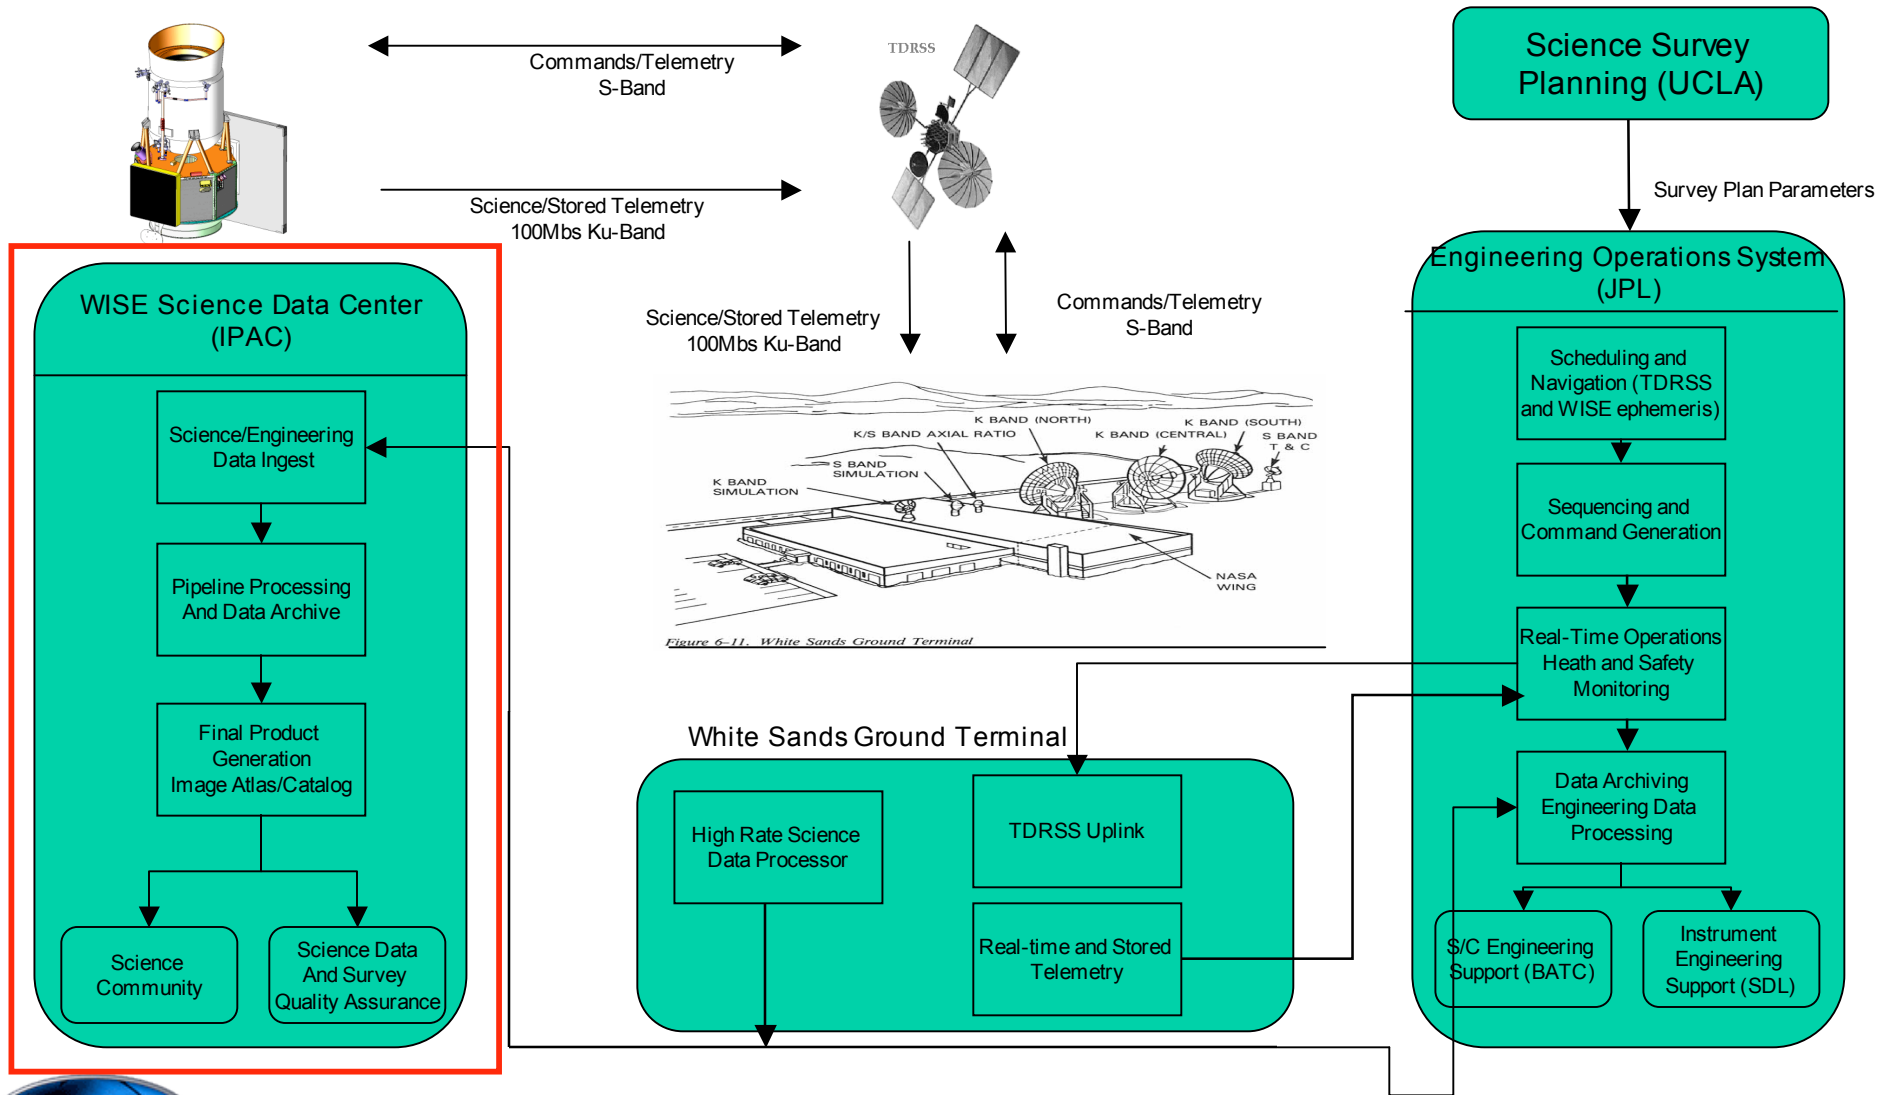 TDRSS
Commands/Telemetry
S-Band
Science/Stored Telemetry
100Mbs Ku-Band
Science Survey
Planning (UCLA)
Survey Plan Parameters
WISE Science Data Center
(IPAC)
Science/Engineering
Data Ingest
Pipeline Processing
And Data Archive
Final Product
Generation
Image Atlas/Catalog
Science
Community
Science Data
And Survey
Quality Assurance
Science/Stored Telemetry
100Mbs Ku-Band
Commands/Telemetry
S-Band
K BAND (NORTH)
K/S BAND AXIAL RATIO
K BAND (SOUTH)
K BAND (CENTRAL)
S BAND
T & C
S BAND
SIMULATION
K BAND
SIMULATION
NASA
WING
Figure 6-11. White Sands Ground Terminal
White Sands Ground Terminal
High Rate Science
Data Processor
TDRSS Uplink
Real-time and Stored
Telemetry
Engineering Operations System
(JPL)
Scheduling and
Navigation (TDRSS
and WISE ephemeris)
Sequencing and
Command Generation
Real-Time Operations
Heath and Safety
Monitoring
Data Archiving
Engineering Data
Processing
S/C Engineering
Support (BATC)
Instrument
Engineering
Support (SDL)